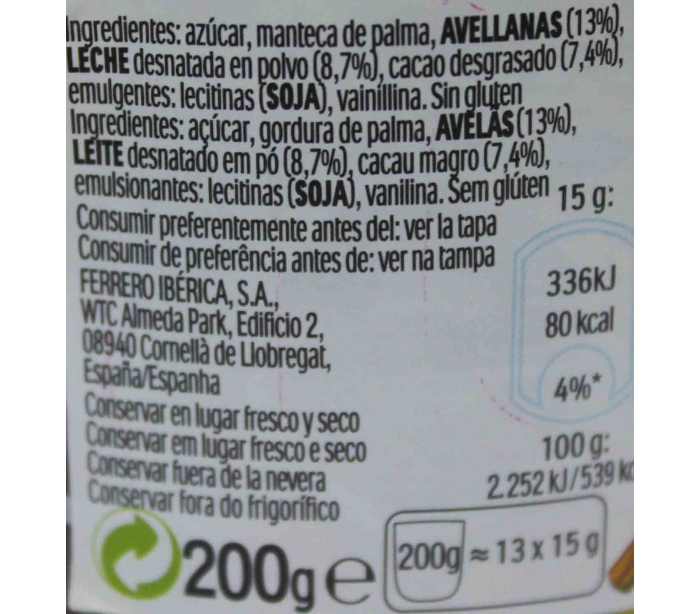 Ingredientes: azúcar, manteca de palma, AVELLANAS (13%),
LECHE desnatada en polvo (8,7%), cacao desgrasado (7,4%),
emulgentes: lecitinas (SOJA), vainillina. Sin gluten
Ingredientes: açúcar, gordura de palma, AVELÃS (13%),
LEITE desnatado em pó (8,7%), cacau magro (7,4%),
emulsionantes: lecitinas (SOJA), vanilina. Sem glúten
Consumir preferentemente antes del: ver la tapa
Consumir de preferência antes de: ver na tampa
FERRERO IBÉRICA, S.A.,
WTC Almeda Park, Edificio 2,
08940 Cornellà de Llobregat,
España/Espanha
Conservar en lugar fresco y seco
Conservar em lugar fresco e seco
Conservar fuera de la nevera
Conservar fora do frigorífico
15 g:
336kJ
80 kcal
4%*
100 g:
2.252 kJ/539 kc
200g e
200g ≈ 13 x 15 g